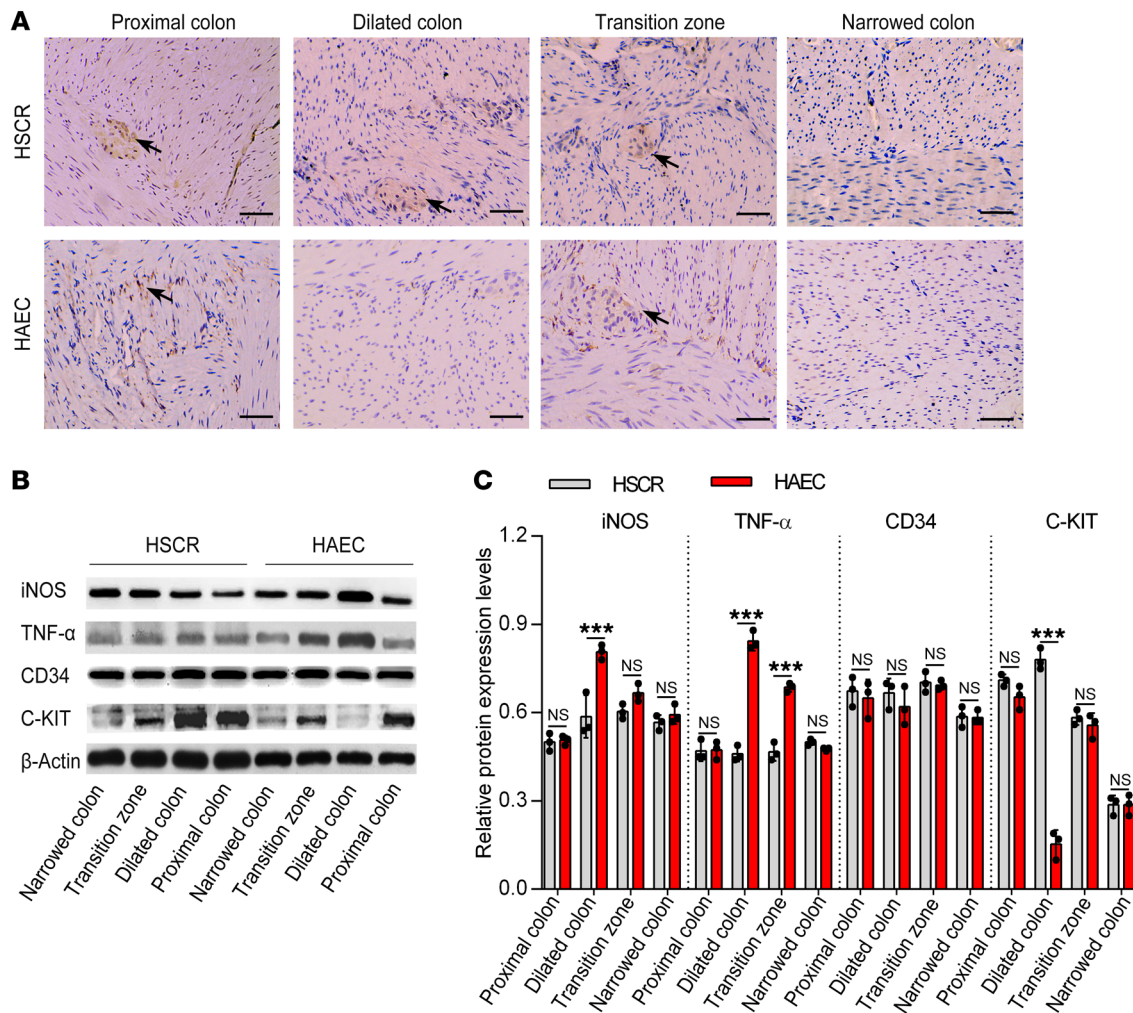 A
Proximal colon
Dilated colon
Transition zone
Narrowed colon
HSCR
HAEC
B
HSCR
HAEC
iNOS
TNF-α
CD34
C-KIT
β-Actin
Narrowed colon
Transition zone
Dilated colon
Proximal colon
Narrowed colon
Transition zone
Dilated colon
Proximal colon
C
HSCR
HAEC
iNOS
TNF-α
CD34
C-KIT
Relative protein expression levels
1.2
0.9
0.6
0.3
0.0
NS
***
NS
NS
NS
***
***
NS
NS
NS
NS
NS
NS
***
NS
NS
Proximal colon
Dilated colon
Transition zone
Narrowed colon
Proximal colon
Dilated colon
Transition zone
Narrowed colon
Proximal colon
Dilated colon
Transition zone
Narrowed colon
Proximal colon
Dilated colon
Transition zone
Narrowed colon